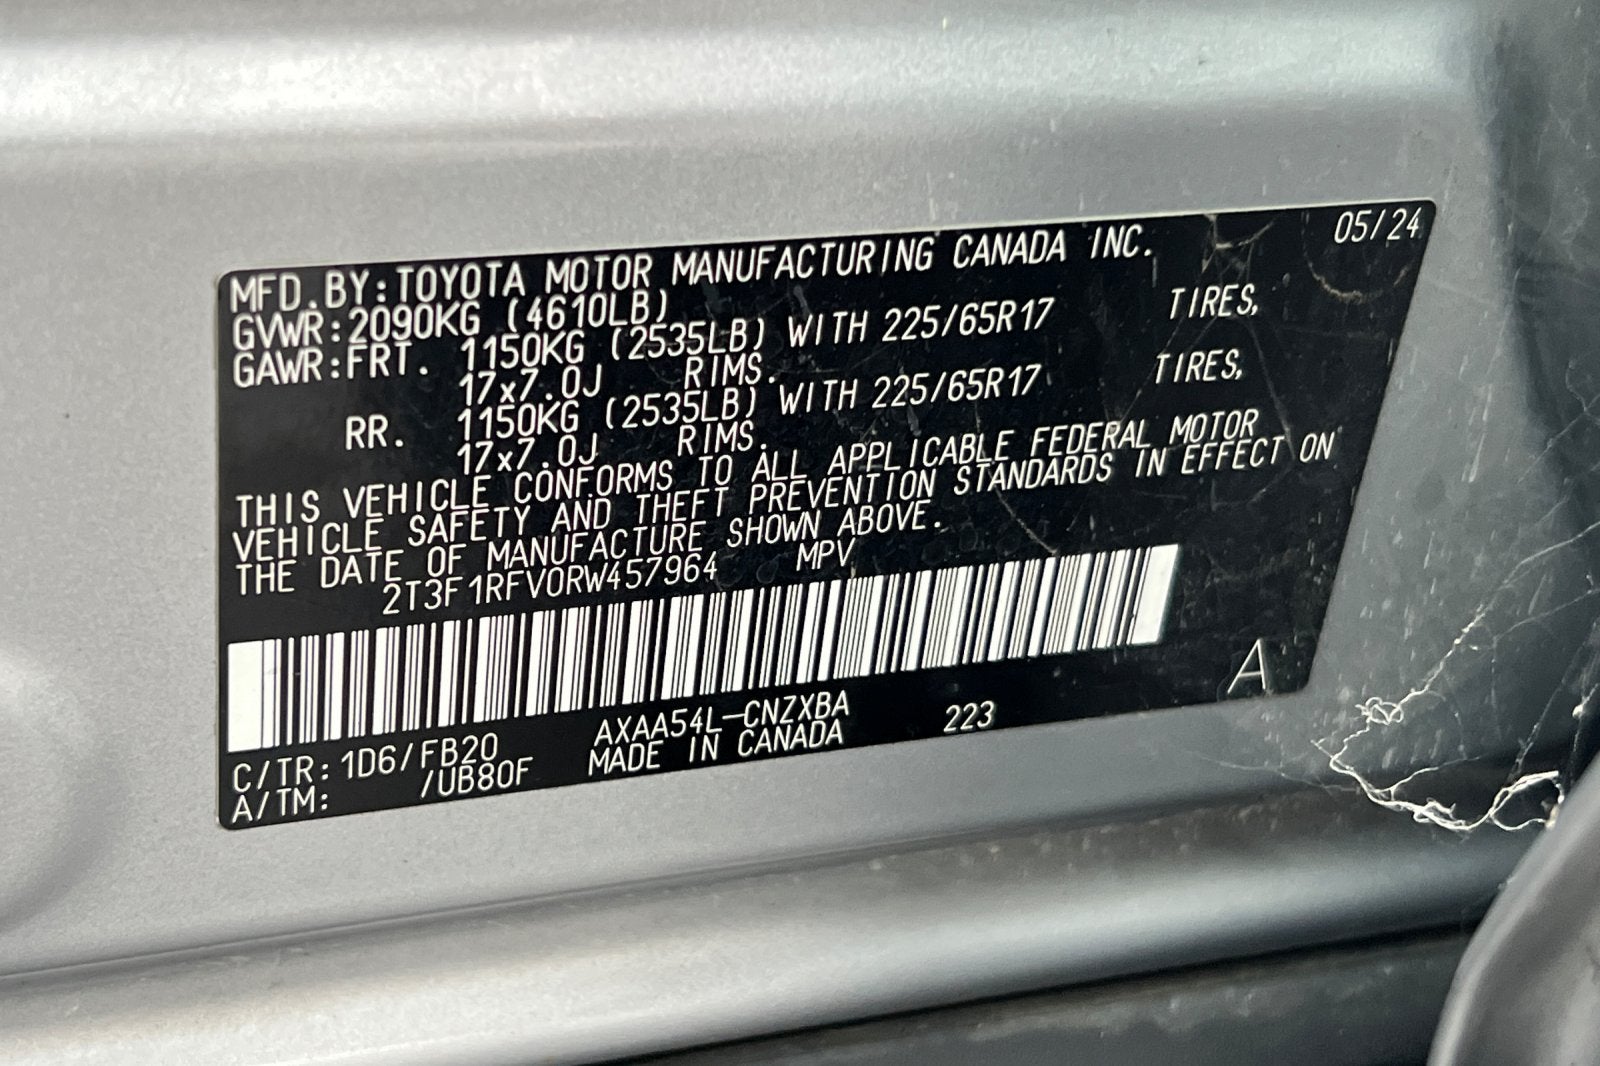 MFD.BY:TOYOTA MOTOR MANUFACTURING CANADA INC. 05/24
GVWR:2090KG (4610LB)
GAWR:FRT. 1150KG (2535LB) WITH 225/65R17 TIRES,
17x7.0J RIMS.
RR. 1150KG (2535LB) WITH 225/65R17 TIRES,
17x7.0J RIMS.
THIS VEHICLE CONFORMS TO ALL APPLICABLE FEDERAL MOTOR
VEHICLE SAFETY AND THEFT PREVENTION STANDARDS IN EFFECT ON
THE DATE OF MANUFACTURE SHOWN ABOVE.
2T3F1RFV0RW457964 MPV
A
AXAA54L-CNZXBA 223
C/TR:1D6/FB20 MADE IN CANADA
A/TM: /UB80F